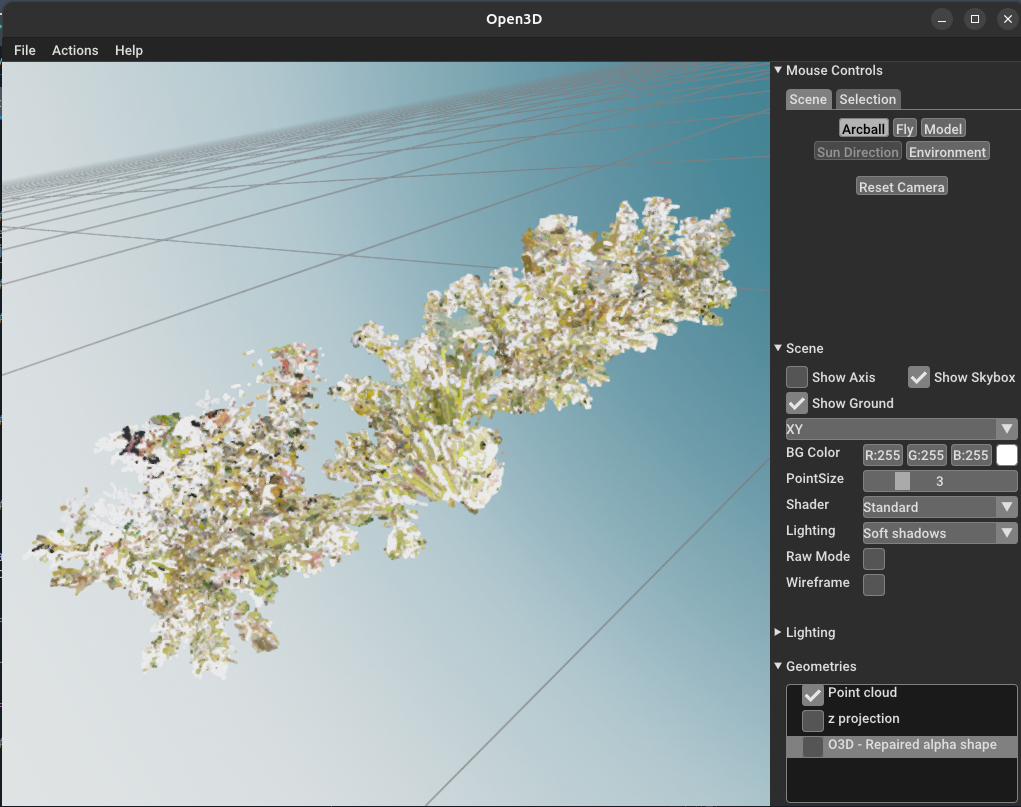 Open3D
File Actions Help
Mouse Controls
Scene Selection
Arcball Fly Model
Sun Direction Environment
Reset Camera
Scene
Show Axis Show Skybox
Show Ground
XY
BG Color R:255 G:255 B:255
PointSize 3
Shader Standard
Lighting Soft shadows
Raw Mode
Wireframe
Lighting
Geometries
Point cloud
z projection
O3D - Repaired alpha shape